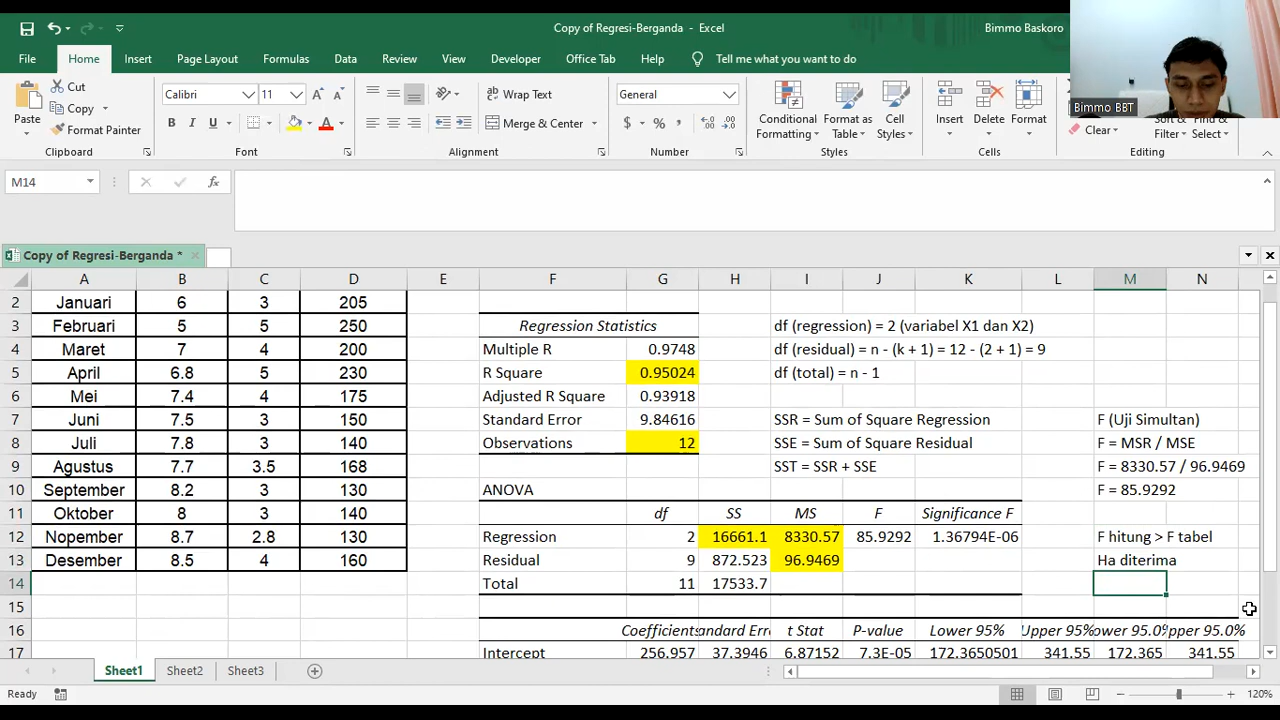 Copy of Regresi-Berganda - Excel
Bimmo Baskoro
File Home Insert Page Layout Formulas Data Review View Developer Office Tab Help Tell me what you want to do
Paste
Cut
Copy
Format Painter
Clipboard
Calibri 11
B I U
Font
Wrap Text
Merge & Center
Alignment
General
$ % ,
Number
Conditional Formatting
Format as Table
Cell Styles
Styles
Insert Delete Format
Cells
Clear
Sort & Filter
Find & Select
Editing
Bimmo BBT
M14
fx
Copy of Regresi-Berganda *
A B C D E F G H I J K L M N
2 Januari 6 3 205
3 Februari 5 5 250 Regression Statistics df (regression) = 2 (variabel X1 dan X2)
4 Maret 7 4 200 Multiple R 0.9748 df (residual) = n - (k + 1) = 12 - (2 + 1) = 9
5 April 6.8 5 230 R Square 0.95024 df (total) = n - 1
6 Mei 7.4 4 175 Adjusted R Square 0.93918
7 Juni 7.5 3 150 Standard Error 9.84616 SSR = Sum of Square Regression F (Uji Simultan)
8 Juli 7.8 3 140 Observations 12 SSE = Sum of Square Residual F = MSR / MSE
9 Agustus 7.7 3.5 168 SST = SSR + SSE F = 8330.57 / 96.9469
10 September 8.2 3 130 ANOVA F = 85.9292
11 Oktober 8 3 140 df SS MS F Significance F
12 Nopember 8.7 2.8 130 Regression 2 16661.1 8330.57 85.9292 1.36794E-06 F hitung > F tabel
13 Desember 8.5 4 160 Residual 9 872.523 96.9469 Ha diterima
14 Total 11 17533.7
15
16 Coefficients andard Erro t Stat P-value Lower 95% Upper 95% ower 95.0% pper 95.0%
17 Intercept 256.957 37.3946 6.87152 7.3E-05 172.3650501 341.55 172.365 341.55
Sheet1 Sheet2 Sheet3
Ready
120%